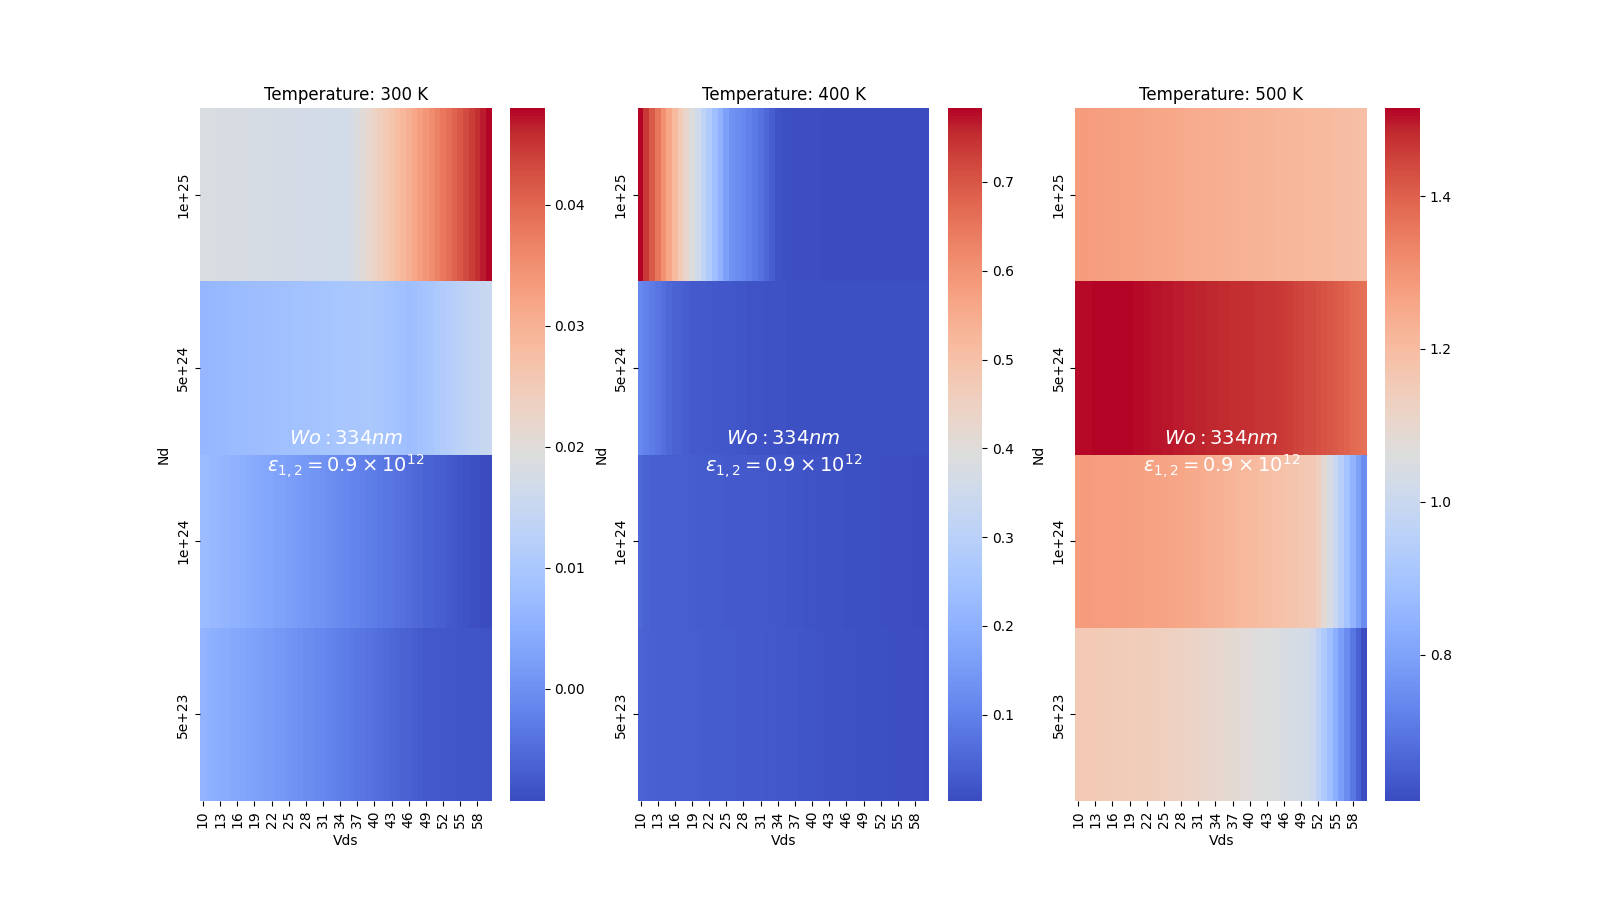 Temperature: 300 K
Nd
1e+25
5e+24
1e+24
5e+23
Wo : 334nm
ε1, 2 = 0.9 × 10^12
10 13 16 19 22 25 28 31 34 37 40 43 46 49 52 55 58
Vds
0.04
0.03
0.02
0.01
0.00
Temperature: 400 K
Nd
1e+25
5e+24
1e+24
5e+23
Wo : 334nm
ε1, 2 = 0.9 × 10^12
10 13 16 19 22 25 28 31 34 37 40 43 46 49 52 55 58
Vds
0.7
0.6
0.5
0.4
0.3
0.2
0.1
Temperature: 500 K
Nd
1e+25
5e+24
1e+24
5e+23
Wo : 334nm
ε1, 2 = 0.9 × 10^12
10 13 16 19 22 25 28 31 34 37 40 43 46 49 52 55 58
Vds
1.4
1.2
1.0
0.8